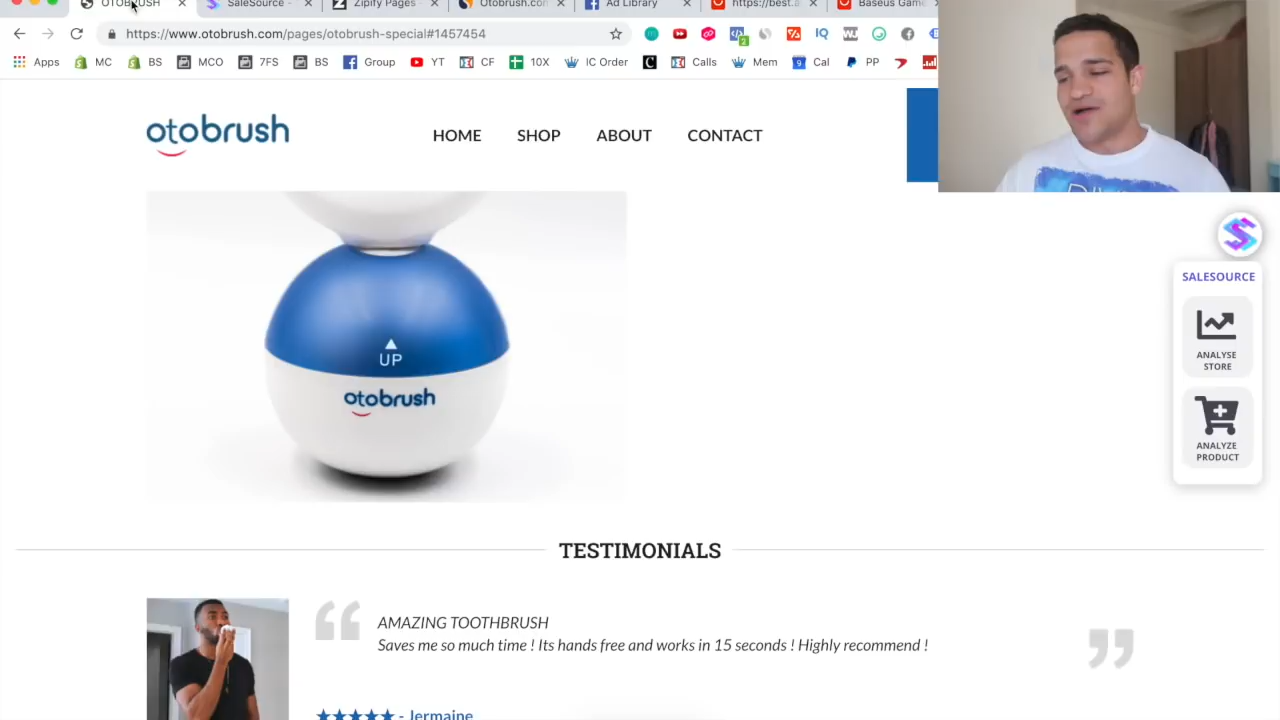 OTOBRUSH
SaleSource -
Zipify Pages -
Otobrush.com
Ad Library
https://best.a
Baseus Game
https://www.otobrush.com/pages/otobrush-special#1457454
Apps MC BS MCO 7FS BS Group YT CF 10X IC Order Calls Mem Cal PP
otobrush
HOME SHOP ABOUT CONTACT
UP
otobrush
SALESOURCE
ANALYSE
STORE
ANALYZE
PRODUCT
TESTIMONIALS
AMAZING TOOTHBRUSH
Saves me so much time ! Its hands free and works in 15 seconds ! Highly recommend !
★★★★★ - Jermaine